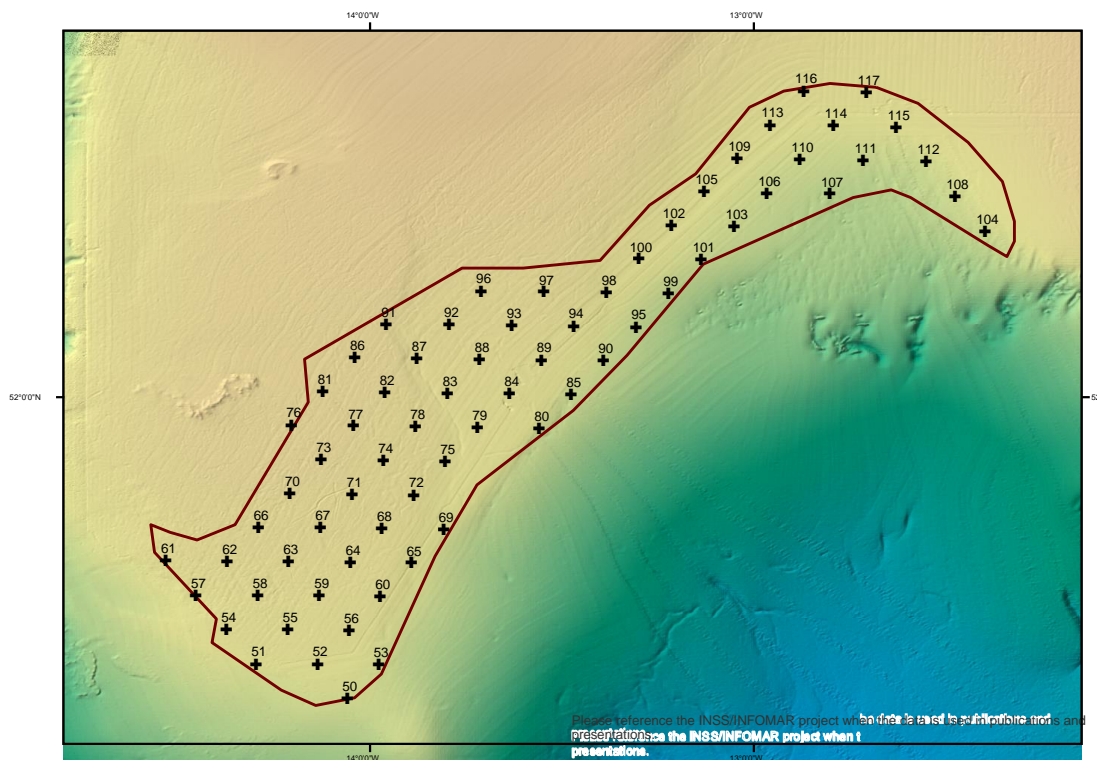 14°0'0"W 13°0'0"W
116 117
113 114 115
109 110 111 112
105 106 107 108
102 103 104
100 101
96 97 98 99
91 92 93 94 95
86 87 88 89 90
52°0'0"N
81 82 83 84 85
76 77 78 79 80
73 74 75
70 71 72
66 67 68 69
61 62 63 64 65
57 58 59 60
54 55 56
51 52 53
50
Please reference the INSS/INFOMAR project when the data is used in publications and
presentations.
presentations.
14°0'0"W 13°0'0"W